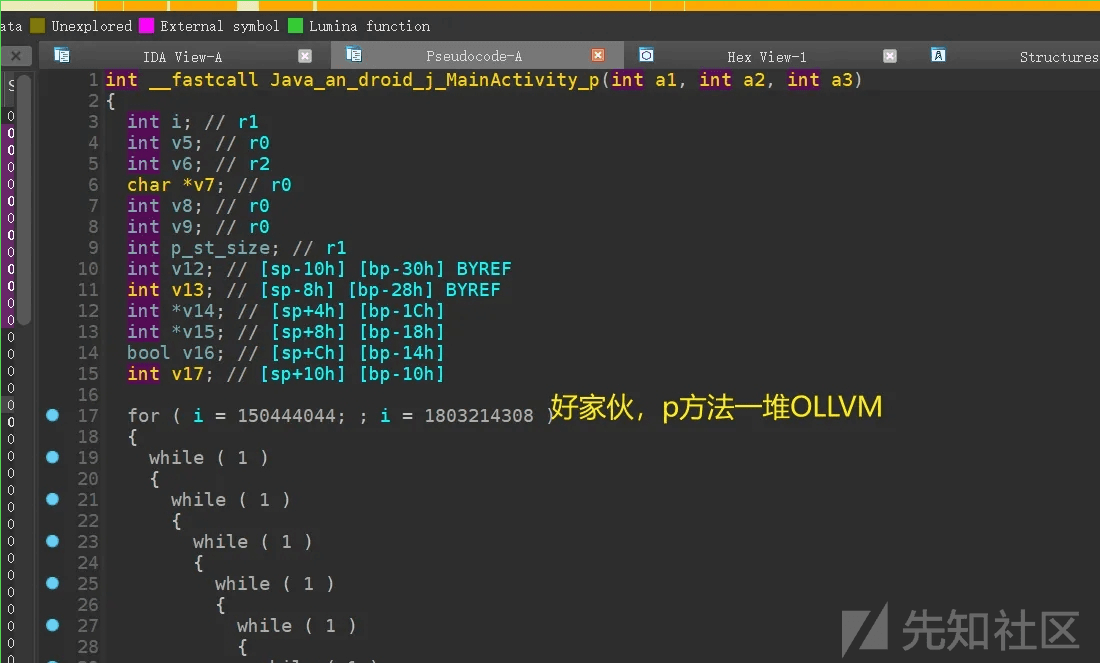 ata Unexplored External symbol Lumina function
IDA View-A Pseudocode-A Hex View-1 Structures
1 int __fastcall Java_an_droid_j_MainActivity_p(int a1, int a2, int a3)
2 {
3 int i; // r1
4 int v5; // r0
5 int v6; // r2
6 char *v7; // r0
7 int v8; // r0
8 int v9; // r0
9 int p_st_size; // r1
10 int v12; // [sp-10h] [bp-30h] BYREF
11 int v13; // [sp-8h] [bp-28h] BYREF
12 int *v14; // [sp+4h] [bp-1Ch]
13 int *v15; // [sp+8h] [bp-18h]
14 bool v16; // [sp+Ch] [bp-14h]
15 int v17; // [sp+10h] [bp-10h]
16
17 for ( i = 150444044; ; i = 1803214308 )
好家伙，p方法一堆OLLVM
18 {
19 while ( 1 )
20 {
21 while ( 1 )
22 {
23 while ( 1 )
24 {
25 while ( 1 )
26 {
27 while ( 1 )
28 {
先知社区